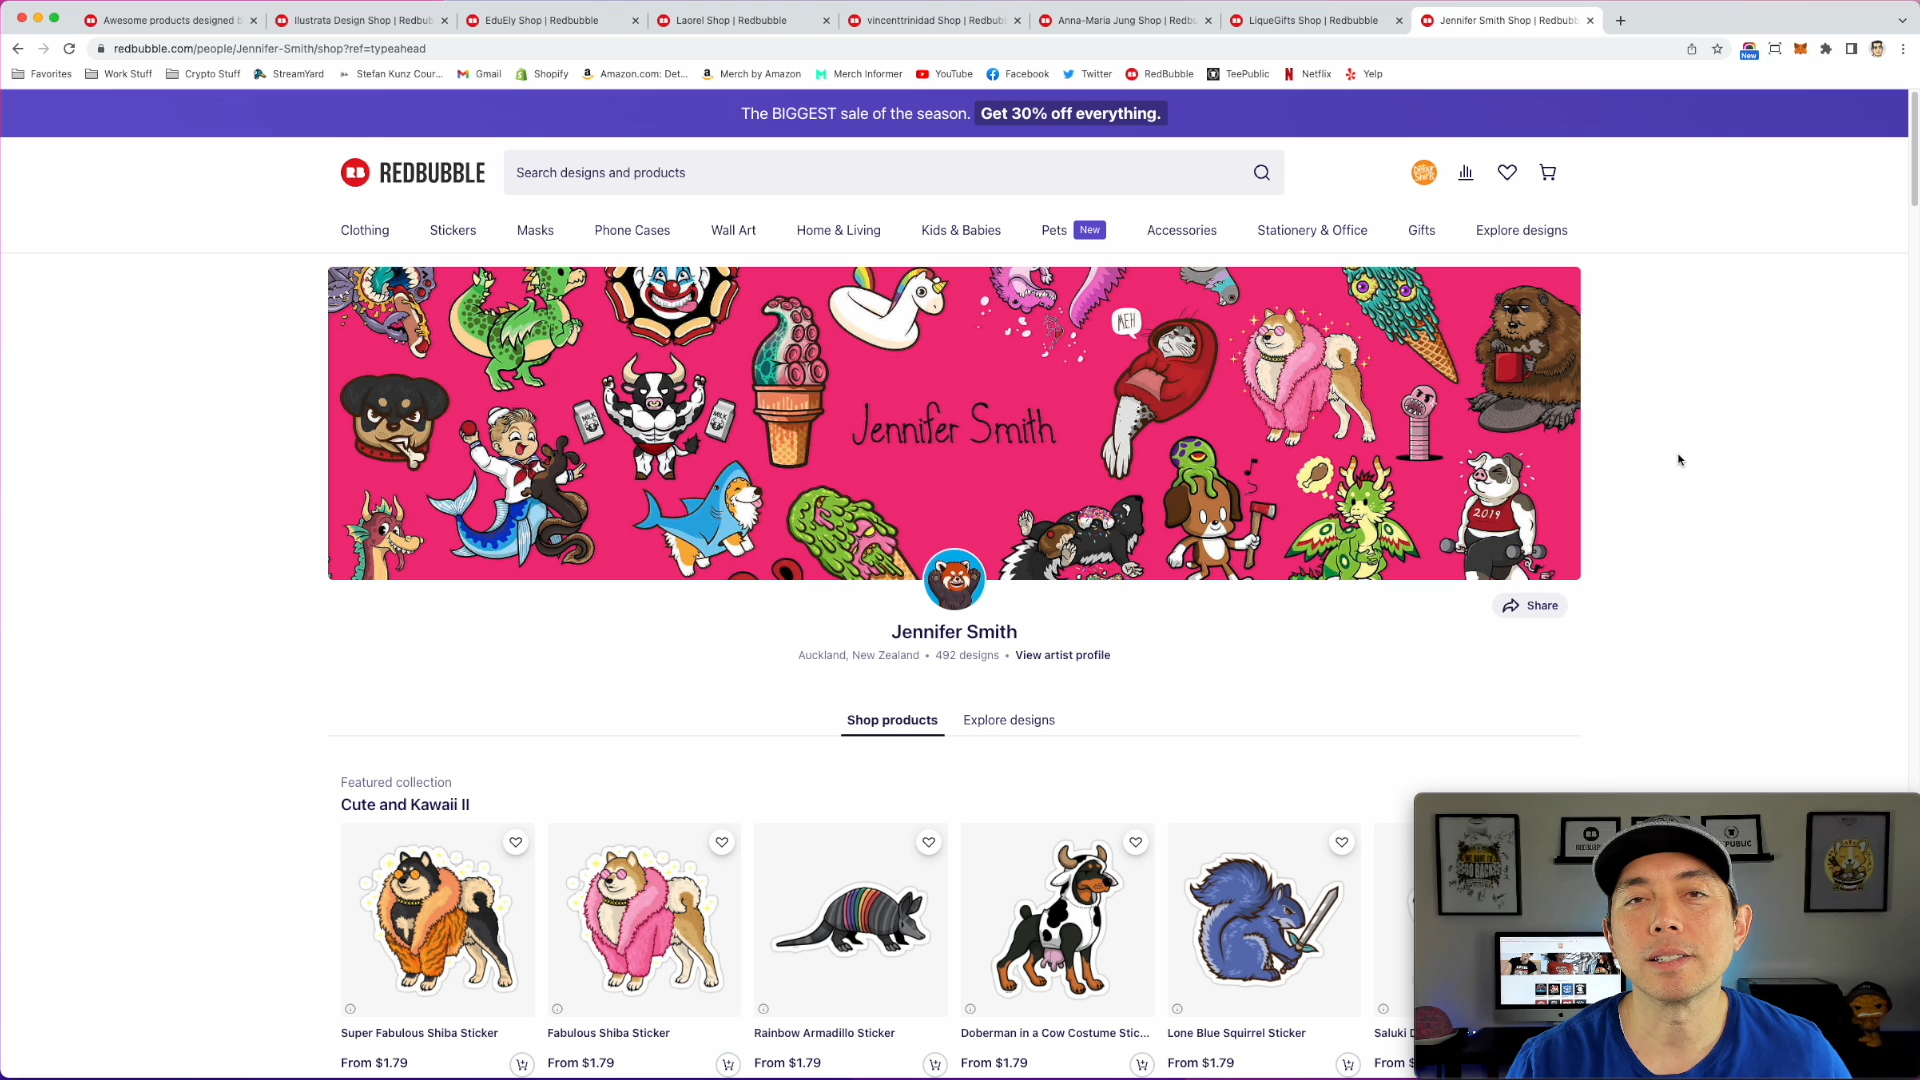 Awesome products designed b
Ilustrata Design Shop | Redbub
EduEly Shop | Redbubble
Laorel Shop | Redbubble
vincenttrinidad Shop | Redbub
Anna-Maria Jung Shop | Redbu
LiqueGifts Shop | Redbubble
Jennifer Smith Shop | Redbubb
redbubble.com/people/Jennifer-Smith/shop?ref=typeahead
New
Favorites
Work Stuff
Crypto Stuff
StreamYard
Stefan Kunz Cour...
Gmail
Shopify
Amazon.com: Det...
Merch by Amazon
Merch Informer
YouTube
Facebook
Twitter
RedBubble
TeePublic
Netflix
Yelp
The BIGGEST sale of the season. Get 30% off everything.
RB REDBUBBLE
Search designs and products
Clothing
Stickers
Masks
Phone Cases
Wall Art
Home & Living
Kids & Babies
Pets New
Accessories
Stationery & Office
Gifts
Explore designs
MEH
MILK
MILK
Jennifer Smith
2019
Share
Jennifer Smith
Auckland, New Zealand • 492 designs • View artist profile
Shop products
Explore designs
Featured collection
Cute and Kawaii II
Super Fabulous Shiba Sticker
Fabulous Shiba Sticker
Rainbow Armadillo Sticker
Doberman in a Cow Costume Stic...
Lone Blue Squirrel Sticker
Saluki D
From $1.79
From $1.79
From $1.79
From $1.79
From $1.79
From $